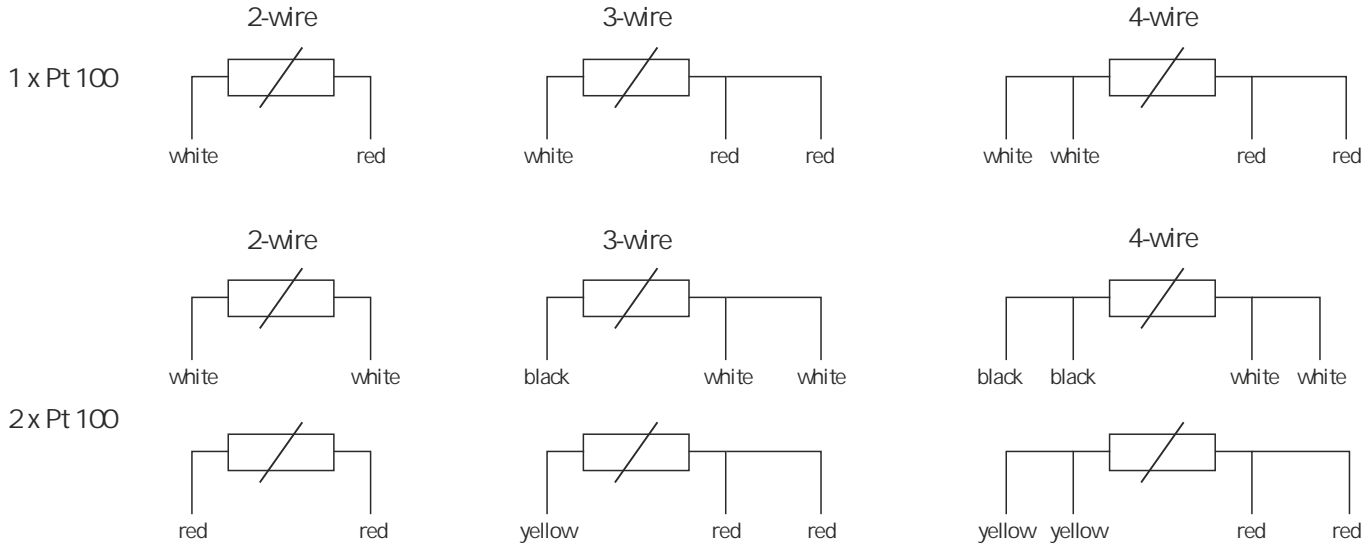 2-wire 3-wire 4-wire
1 x Pt 100
white red white red red white white red red
2-wire 3-wire 4-wire
white white black white white black black white white
2 x Pt 100
red red yellow red red yellow yellow red red